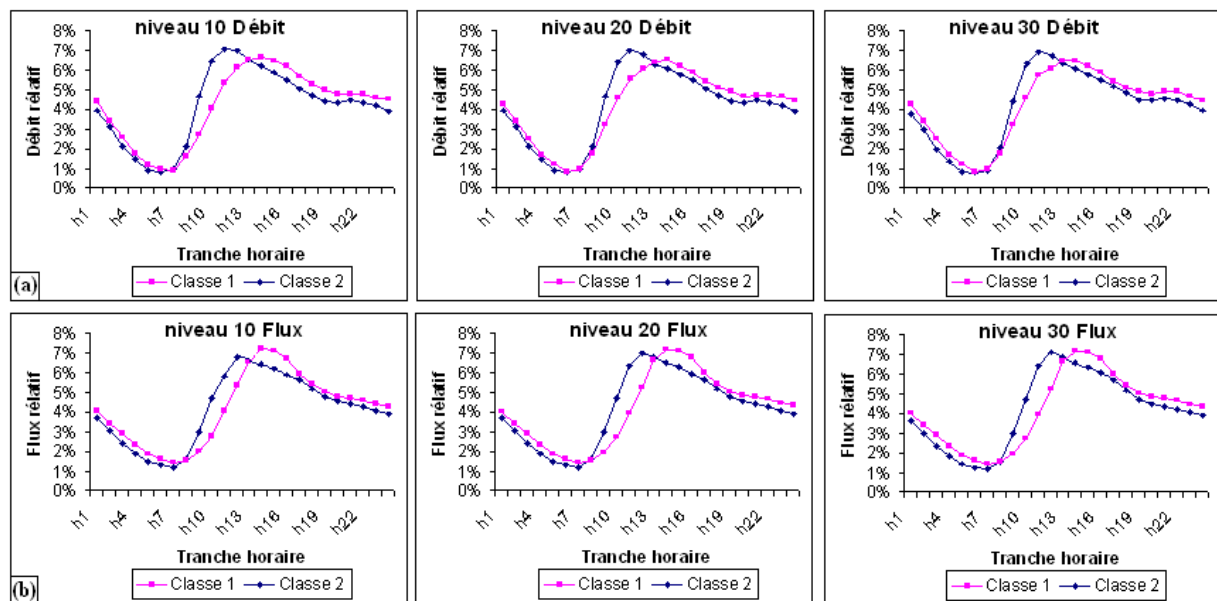 niveau 10 Débit
Débit rélatif
8%
7%
6%
5%
4%
3%
2%
1%
0%
h1
h4
h7
h10
h13
h16
h19
h22
Tranche horaire
Classe 1
Classe 2
niveau 20 Débit
Débit rélatif
8%
7%
6%
5%
4%
3%
2%
1%
0%
h1
h4
h7
h10
h13
h16
h19
h22
Tranche horaire
Classe 1
Classe 2
niveau 30 Débit
Débit rélatif
8%
7%
6%
5%
4%
3%
2%
1%
0%
h1
h4
h7
h10
h13
h16
h19
h22
Tranche horaire
Classe 1
Classe 2
(a)
niveau 10 Flux
Flux rélatif
8%
7%
6%
5%
4%
3%
2%
1%
0%
h1
h4
h7
h10
h13
h16
h19
h22
Tranche horaire
Classe 1
Classe 2
niveau 20 Flux
Flux rélatif
8%
7%
6%
5%
4%
3%
2%
1%
0%
h1
h4
h7
h10
h13
h16
h19
h22
Tranche horaire
Classe 1
Classe 2
niveau 30 Flux
Flux rélatif
8%
7%
6%
5%
4%
3%
2%
1%
0%
h1
h4
h7
h10
h13
h16
h19
h22
Tranche horaire
Classe 1
Classe 2
(b)